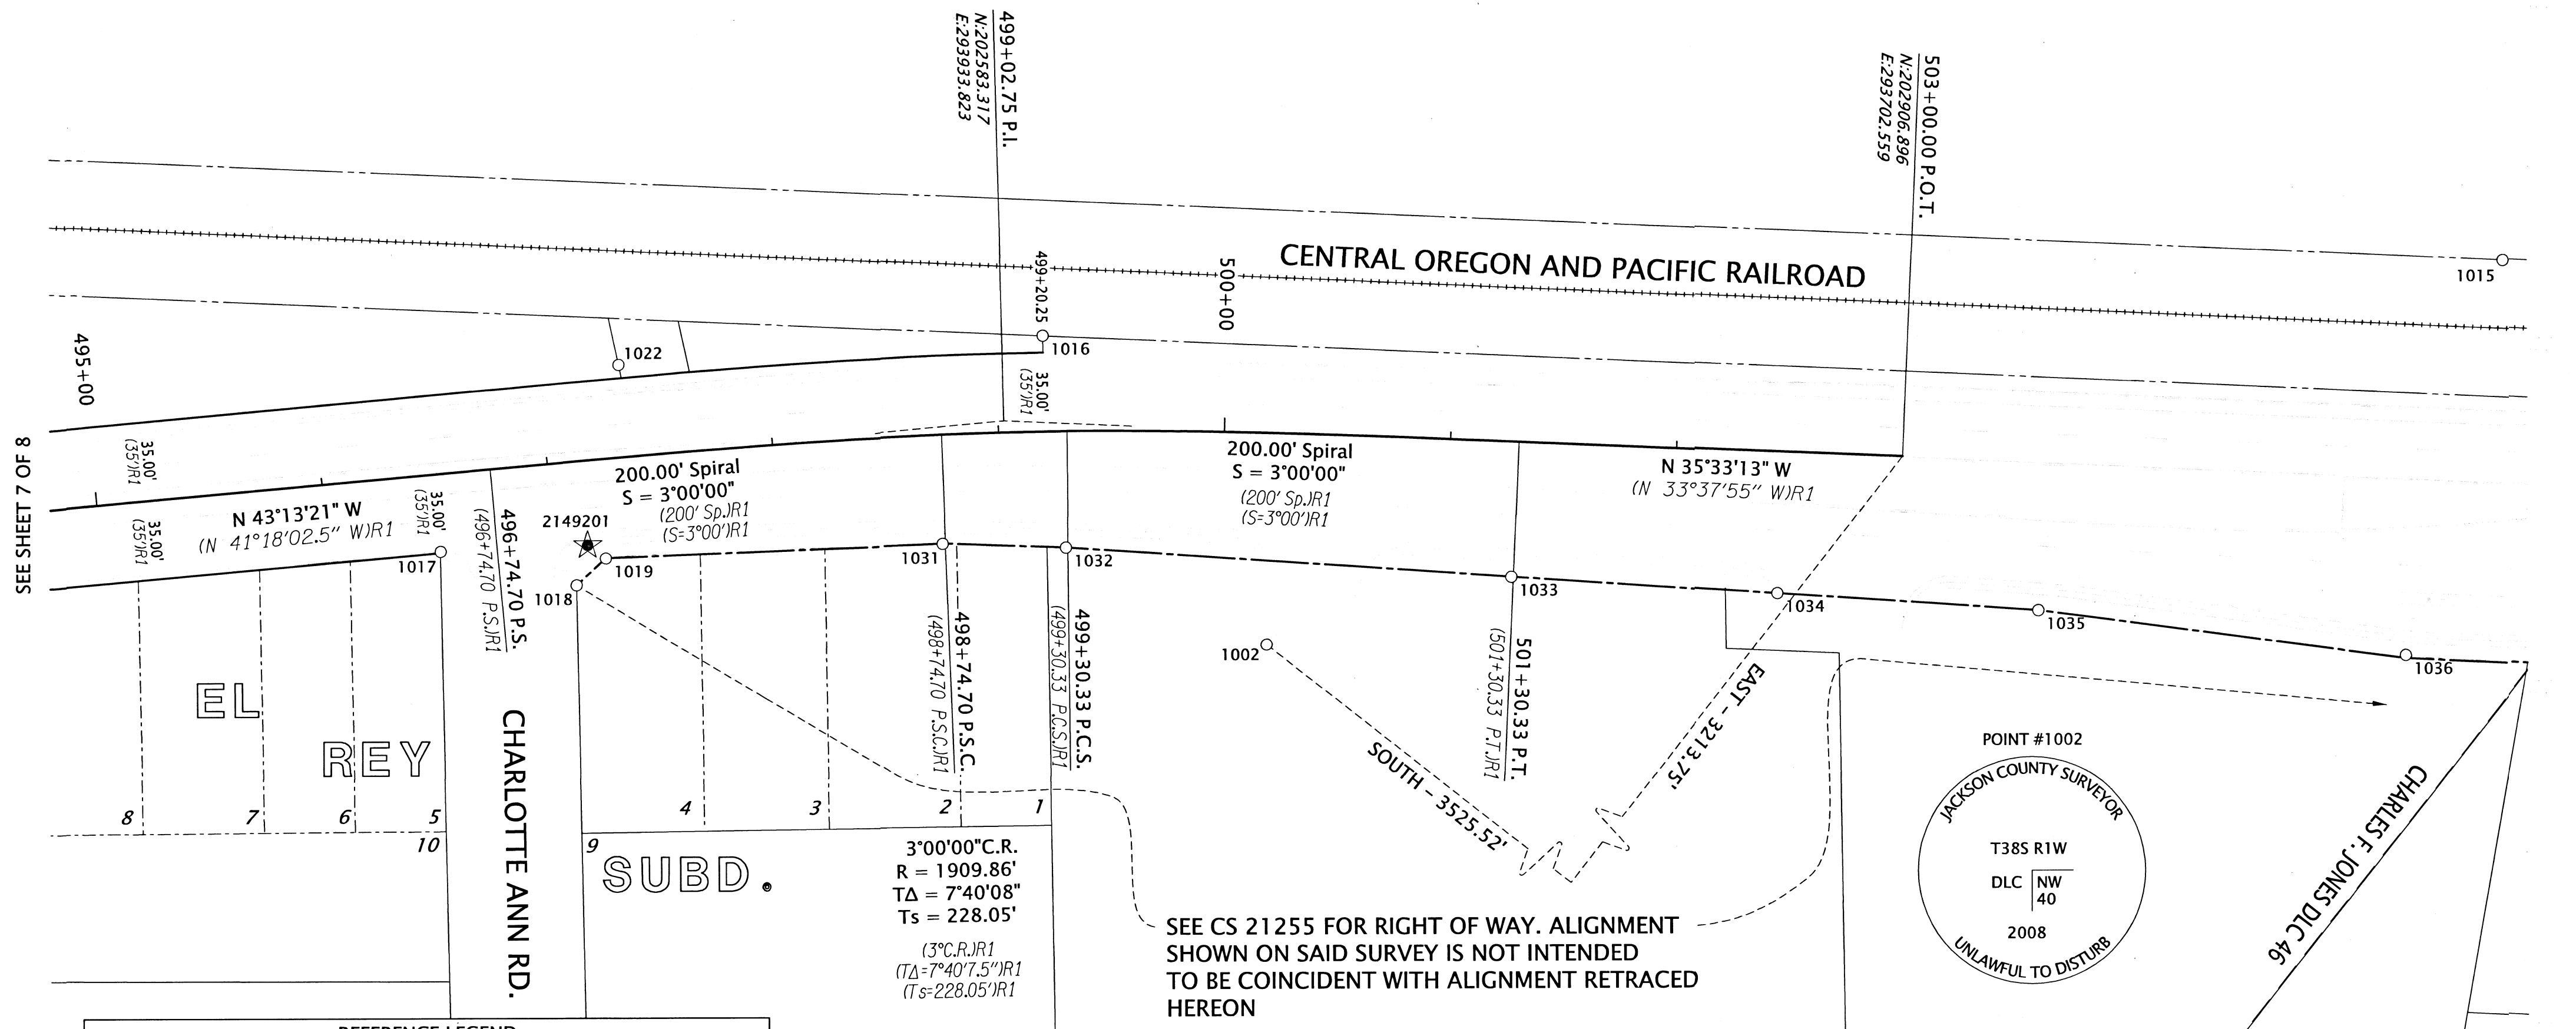 499+02.75 P.I.
N:202583.317
E:293933.823
503+00.00 P.O.T.
N:202906.896
E:293702.559
CENTRAL OREGON AND PACIFIC RAILROAD
1015
499+20.25
500+00
1016
1022
495+00
35.00'
(35')R1
35.00'
(35')R1
SEE SHEET 7 OF 8
N 43°13'21" W
(N 41°18'02.5" W)R1
35.00'
(35')R1
35.00'
(35')R1
1017
496+74.70 P.S.
(496+74.70 P.S.)R1
200.00' Spiral
S = 3°00'00"
(200' Sp.)R1
(S=3°00')R1
2149201
1019
1018
1031
1032
200.00' Spiral
S = 3°00'00"
(200' Sp.)R1
(S=3°00')R1
N 35°33'13" W
(N 33°37'55" W)R1
1033
1034
1035
1036
498+74.70 P.S.C.
(498+74.70 P.S.C.)R1
499+30.33 P.C.S.
(499+30.33 P.C.S.)R1
1002
501+30.33 P.T.
(501+30.33 P.T.)R1
EAST - 3213.75'
SOUTH - 3525.52'
EL
REY
SUBD.
CHARLOTTE ANN RD.
8
7
6
5
10
4
3
2
1
9
3°00'00"C.R.
R = 1909.86'
TΔ = 7°40'08"
Ts = 228.05'
(3°C.R.)R1
(TΔ=7°40'7.5")R1
(Ts=228.05')R1
SEE CS 21255 FOR RIGHT OF WAY. ALIGNMENT
SHOWN ON SAID SURVEY IS NOT INTENDED
TO BE COINCIDENT WITH ALIGNMENT RETRACED
HEREON
POINT #1002
JACKSON COUNTY SURVEYOR
T38S R1W
DLC NW
40
2008
UNLAWFUL TO DISTURB
CHARLES F. JONES DLC 46
REFERENCE LEGEND